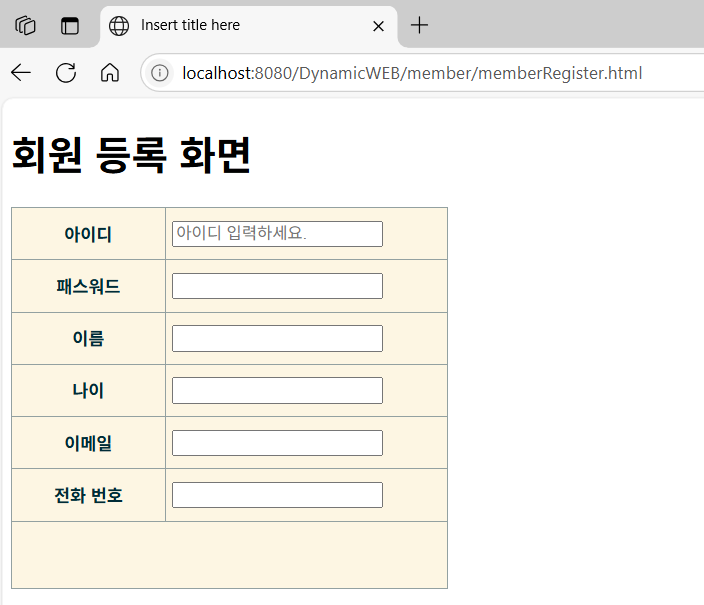 Insert title here
localhost:8080/DynamicWEB/member/memberRegister.html
회원 등록 화면
아이디 아이디 입력하세요.
패스워드
이름
나이
이메일
전화 번호